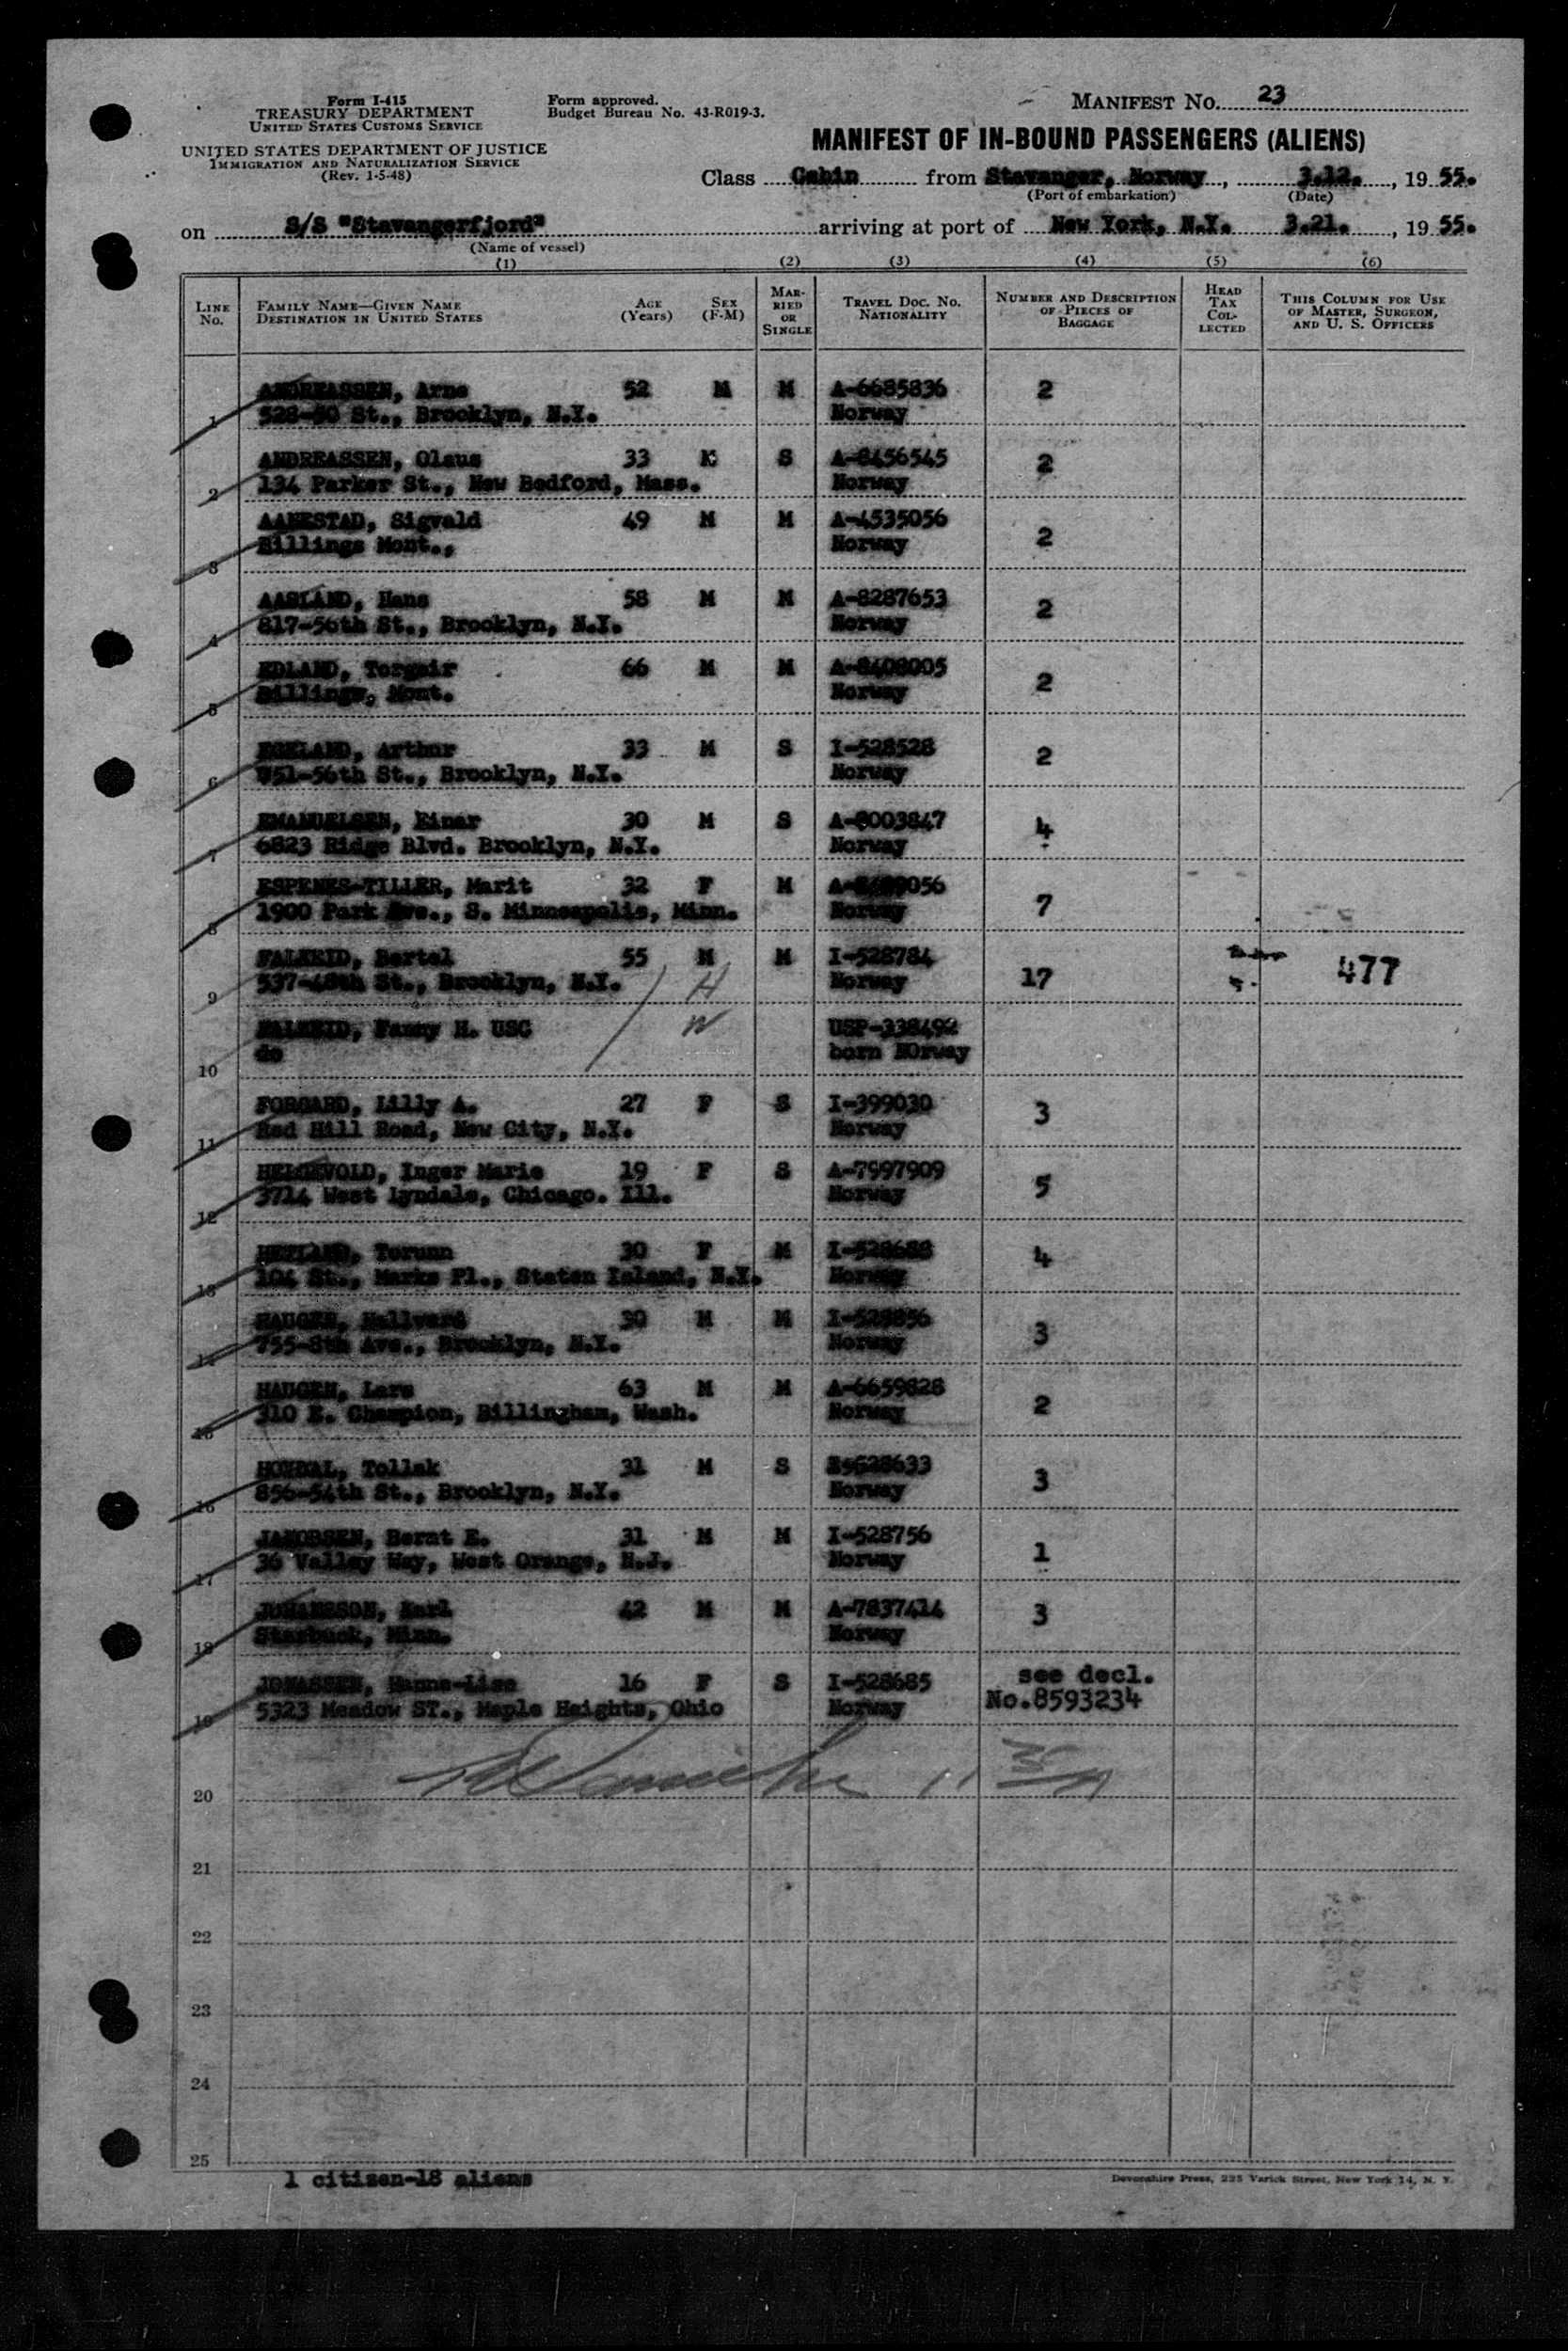 Form I-415
TREASURY DEPARTMENT
UNITED STATES CUSTOMS SERVICE
UNITED STATES DEPARTMENT OF JUSTICE
IMMIGRATION AND NATURALIZATION SERVICE
(Rev. 1-5-48)
Form approved.
Budget Bureau No. 43-R019-3.
MANIFEST No. 23
MANIFEST OF IN-BOUND PASSENGERS (ALIENS)
Class Cabin from Stavanger, Norway, 3.12., 19 55.
(Port of embarkation) (Date)
on S/S "Stavangerfjord" arriving at port of New York, N.Y. 3.21., 19 55.
(Name of vessel)
(1) (2) (3) (4) (5) (6)
LINE No. FAMILY NAME—GIVEN NAME DESTINATION IN UNITED STATES AGE (Years) SEX (F-M) MARRIED OR SINGLE TRAVEL DOC. NO. NATIONALITY NUMBER AND DESCRIPTION OF PIECES OF BAGGAGE HEAD TAX COLLECTED THIS COLUMN FOR USE OF MASTER, SURGEON, AND U. S. OFFICERS
1 ANDREASSEN, Arne 52 M M A-6685836 2
528-50 St., Brooklyn, N.Y. Norway
2 ANDREASSEN, Olaus 33 S A-8456545 2
134 Parker St., New Bedford, Mass. Norway
3 AANESTAD, Sigvald 49 M M A-4535056 2
Billings Mont., Norway
4 AASLAND, Hans 58 M M A-8287653 2
817-56th St., Brooklyn, N.Y. Norway
5 EDLAND, Torgeir 66 M M A-8408005 2
Billings, Mont. Norway
6 EGELAND, Arthur 33 M S I-528528 2
851-56th St., Brooklyn, N.Y. Norway
7 EMANUELSEN, Einar 30 M S A-8003847 4
6823 Ridge Blvd. Brooklyn, N.Y. Norway
8 ESPENES-TILLER, Marit 32 F M 7
1900 Park Ave., S. Minneapolis, Minn. Norway
9 FALKEID, Bertel 55 M M I-528784 17 477
537-48th St., Brooklyn, N.Y. H Norway
10 FALKEID, Fanny H. USC W USP-338492
do born NOrway
11 FORGARD, Lilly A. 27 F S I-399030 3
Red Hill Road, New City, N.Y. Norway
12 HELGEVOLD, Inger Marie 19 F S A-7997909 5
3714 West Lyndale, Chicago. Ill. Norway
13 HETLAND, Torunn 30 F M I-528688 4
104 St., Marks Pl., Staten Island, N.Y. Norway
14 HAUGEN, Hallvard 30 M M I-528856 3
755-8th Ave., Brooklyn, N.Y. Norway
15 HAUGEN, Lars 63 M M A-6659828 2
310 E. Champion, Billingham, Wash. Norway
16 Tollak 31 M S 3
856-54th St., Brooklyn, N.Y. Norway
17 JAKOBSEN, Bernt E. 31 M M I-528756 1
36 Valley Way, West Orange, N.J. Norway
18 JOHANSSON, Karl 42 M M A-7837414 3
Starbuck, Minn. Norway
19 JONASSEN, Hanne-Lise 16 F S I-528685 see decl.
5323 Meadow ST., Maple Heights, Ohio Norway No.8593234
20
21
22
23
24
25
1 citizen-18 aliens
Devonshire Press, 225 Varick Street, New York 14, N. Y.